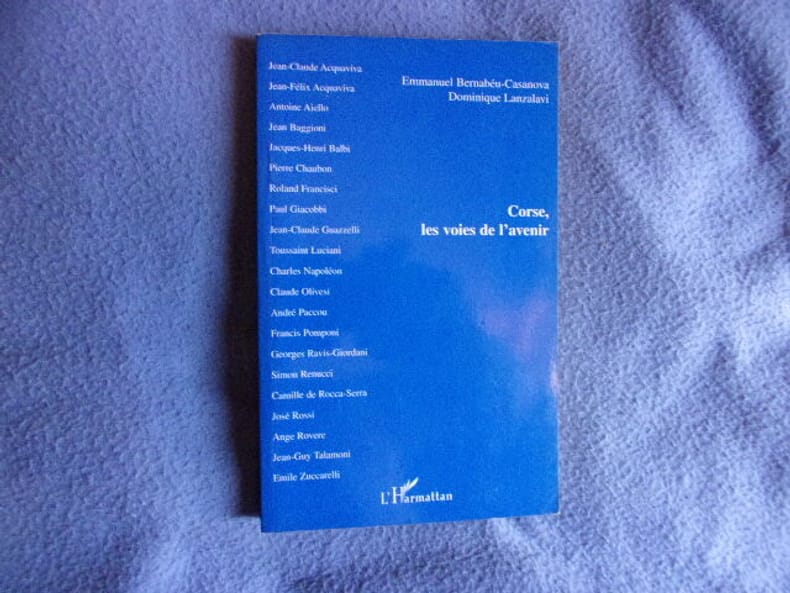 Jean-Claude Acquaviva
Jean-Félix Acquaviva
Antoine Aiello
Jean Baggioni
Jacques-Henri Balbi
Pierre Chaubon
Roland Francisci
Paul Giacobbi
Jean-Claude Guazzelli
Toussaint Luciani
Charles Napoléon
Claude Olivesi
André Paccou
Francis Pomponi
Georges Ravis-Giordani
Simon Renucci
Camille de Rocca-Serra
José Rossi
Ange Rovere
Jean-Guy Talamoni
Emile Zuccarelli
Emmanuel Bernabéu-Casanova
Dominique Lanzalavi
Corse,
les voies de l'avenir
L'Harmattan